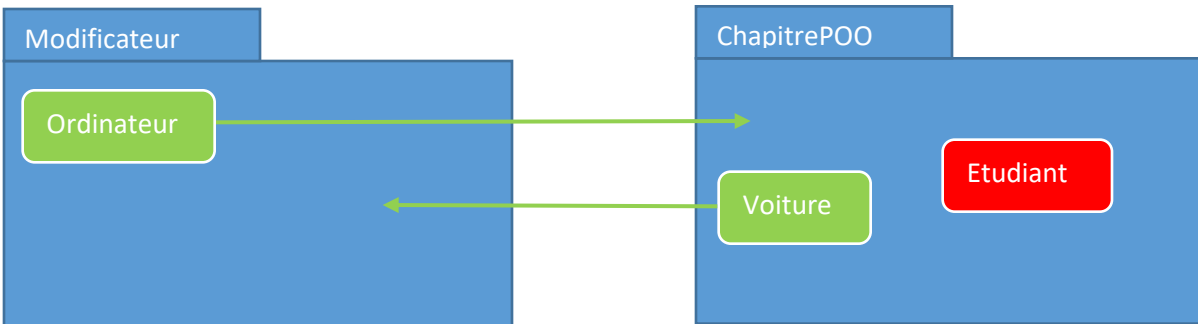 Modificateur
ChapitrePOO
Ordinateur
Etudiant
Voiture